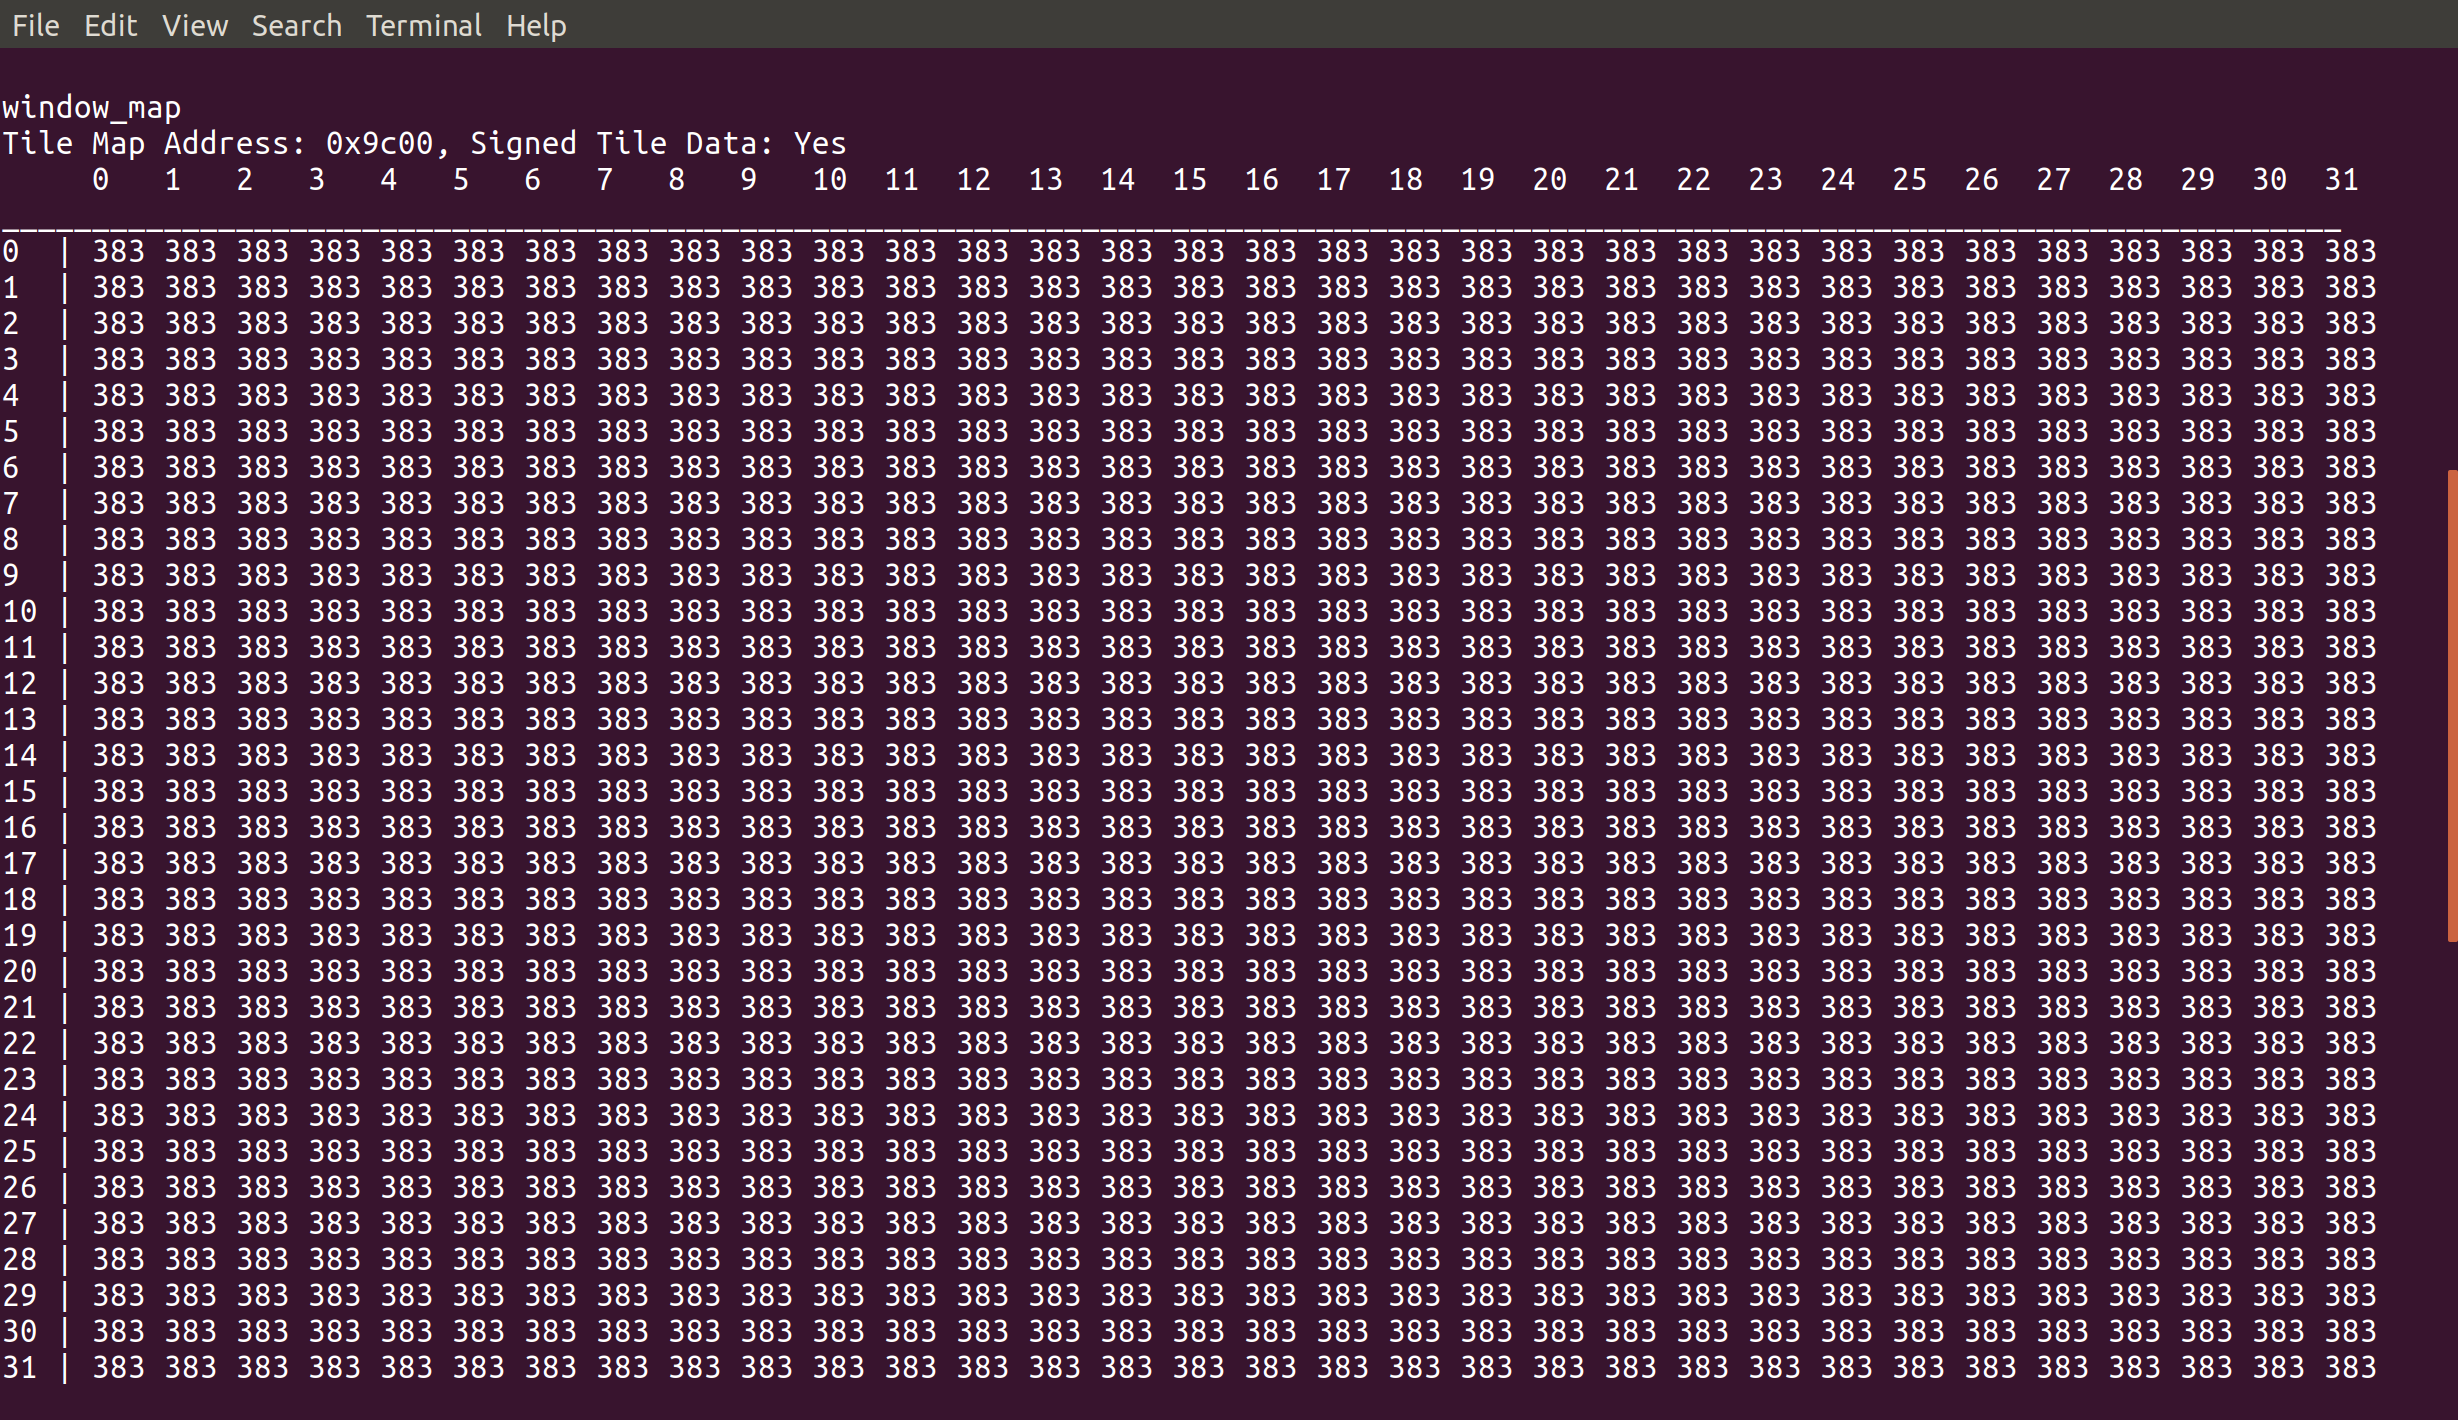 File Edit View Search Terminal Help
window_map
Tile Map Address: 0x9c00, Signed Tile Data: Yes
0 1 2 3 4 5 6 7 8 9 10 11 12 13 14 15 16 17 18 19 20 21 22 23 24 25 26 27 28 29 30 31
__________________________________________________________________________________________________________________________________
0 | 383 383 383 383 383 383 383 383 383 383 383 383 383 383 383 383 383 383 383 383 383 383 383 383 383 383 383 383 383 383 383 383
1 | 383 383 383 383 383 383 383 383 383 383 383 383 383 383 383 383 383 383 383 383 383 383 383 383 383 383 383 383 383 383 383 383
2 | 383 383 383 383 383 383 383 383 383 383 383 383 383 383 383 383 383 383 383 383 383 383 383 383 383 383 383 383 383 383 383 383
3 | 383 383 383 383 383 383 383 383 383 383 383 383 383 383 383 383 383 383 383 383 383 383 383 383 383 383 383 383 383 383 383 383
4 | 383 383 383 383 383 383 383 383 383 383 383 383 383 383 383 383 383 383 383 383 383 383 383 383 383 383 383 383 383 383 383 383
5 | 383 383 383 383 383 383 383 383 383 383 383 383 383 383 383 383 383 383 383 383 383 383 383 383 383 383 383 383 383 383 383 383
6 | 383 383 383 383 383 383 383 383 383 383 383 383 383 383 383 383 383 383 383 383 383 383 383 383 383 383 383 383 383 383 383 383
7 | 383 383 383 383 383 383 383 383 383 383 383 383 383 383 383 383 383 383 383 383 383 383 383 383 383 383 383 383 383 383 383 383
8 | 383 383 383 383 383 383 383 383 383 383 383 383 383 383 383 383 383 383 383 383 383 383 383 383 383 383 383 383 383 383 383 383
9 | 383 383 383 383 383 383 383 383 383 383 383 383 383 383 383 383 383 383 383 383 383 383 383 383 383 383 383 383 383 383 383 383
10 | 383 383 383 383 383 383 383 383 383 383 383 383 383 383 383 383 383 383 383 383 383 383 383 383 383 383 383 383 383 383 383 383
11 | 383 383 383 383 383 383 383 383 383 383 383 383 383 383 383 383 383 383 383 383 383 383 383 383 383 383 383 383 383 383 383 383
12 | 383 383 383 383 383 383 383 383 383 383 383 383 383 383 383 383 383 383 383 383 383 383 383 383 383 383 383 383 383 383 383 383
13 | 383 383 383 383 383 383 383 383 383 383 383 383 383 383 383 383 383 383 383 383 383 383 383 383 383 383 383 383 383 383 383 383
14 | 383 383 383 383 383 383 383 383 383 383 383 383 383 383 383 383 383 383 383 383 383 383 383 383 383 383 383 383 383 383 383 383
15 | 383 383 383 383 383 383 383 383 383 383 383 383 383 383 383 383 383 383 383 383 383 383 383 383 383 383 383 383 383 383 383 383
16 | 383 383 383 383 383 383 383 383 383 383 383 383 383 383 383 383 383 383 383 383 383 383 383 383 383 383 383 383 383 383 383 383
17 | 383 383 383 383 383 383 383 383 383 383 383 383 383 383 383 383 383 383 383 383 383 383 383 383 383 383 383 383 383 383 383 383
18 | 383 383 383 383 383 383 383 383 383 383 383 383 383 383 383 383 383 383 383 383 383 383 383 383 383 383 383 383 383 383 383 383
19 | 383 383 383 383 383 383 383 383 383 383 383 383 383 383 383 383 383 383 383 383 383 383 383 383 383 383 383 383 383 383 383 383
20 | 383 383 383 383 383 383 383 383 383 383 383 383 383 383 383 383 383 383 383 383 383 383 383 383 383 383 383 383 383 383 383 383
21 | 383 383 383 383 383 383 383 383 383 383 383 383 383 383 383 383 383 383 383 383 383 383 383 383 383 383 383 383 383 383 383 383
22 | 383 383 383 383 383 383 383 383 383 383 383 383 383 383 383 383 383 383 383 383 383 383 383 383 383 383 383 383 383 383 383 383
23 | 383 383 383 383 383 383 383 383 383 383 383 383 383 383 383 383 383 383 383 383 383 383 383 383 383 383 383 383 383 383 383 383
24 | 383 383 383 383 383 383 383 383 383 383 383 383 383 383 383 383 383 383 383 383 383 383 383 383 383 383 383 383 383 383 383 383
25 | 383 383 383 383 383 383 383 383 383 383 383 383 383 383 383 383 383 383 383 383 383 383 383 383 383 383 383 383 383 383 383 383
26 | 383 383 383 383 383 383 383 383 383 383 383 383 383 383 383 383 383 383 383 383 383 383 383 383 383 383 383 383 383 383 383 383
27 | 383 383 383 383 383 383 383 383 383 383 383 383 383 383 383 383 383 383 383 383 383 383 383 383 383 383 383 383 383 383 383 383
28 | 383 383 383 383 383 383 383 383 383 383 383 383 383 383 383 383 383 383 383 383 383 383 383 383 383 383 383 383 383 383 383 383
29 | 383 383 383 383 383 383 383 383 383 383 383 383 383 383 383 383 383 383 383 383 383 383 383 383 383 383 383 383 383 383 383 383
30 | 383 383 383 383 383 383 383 383 383 383 383 383 383 383 383 383 383 383 383 383 383 383 383 383 383 383 383 383 383 383 383 383
31 | 383 383 383 383 383 383 383 383 383 383 383 383 383 383 383 383 383 383 383 383 383 383 383 383 383 383 383 383 383 383 383 383